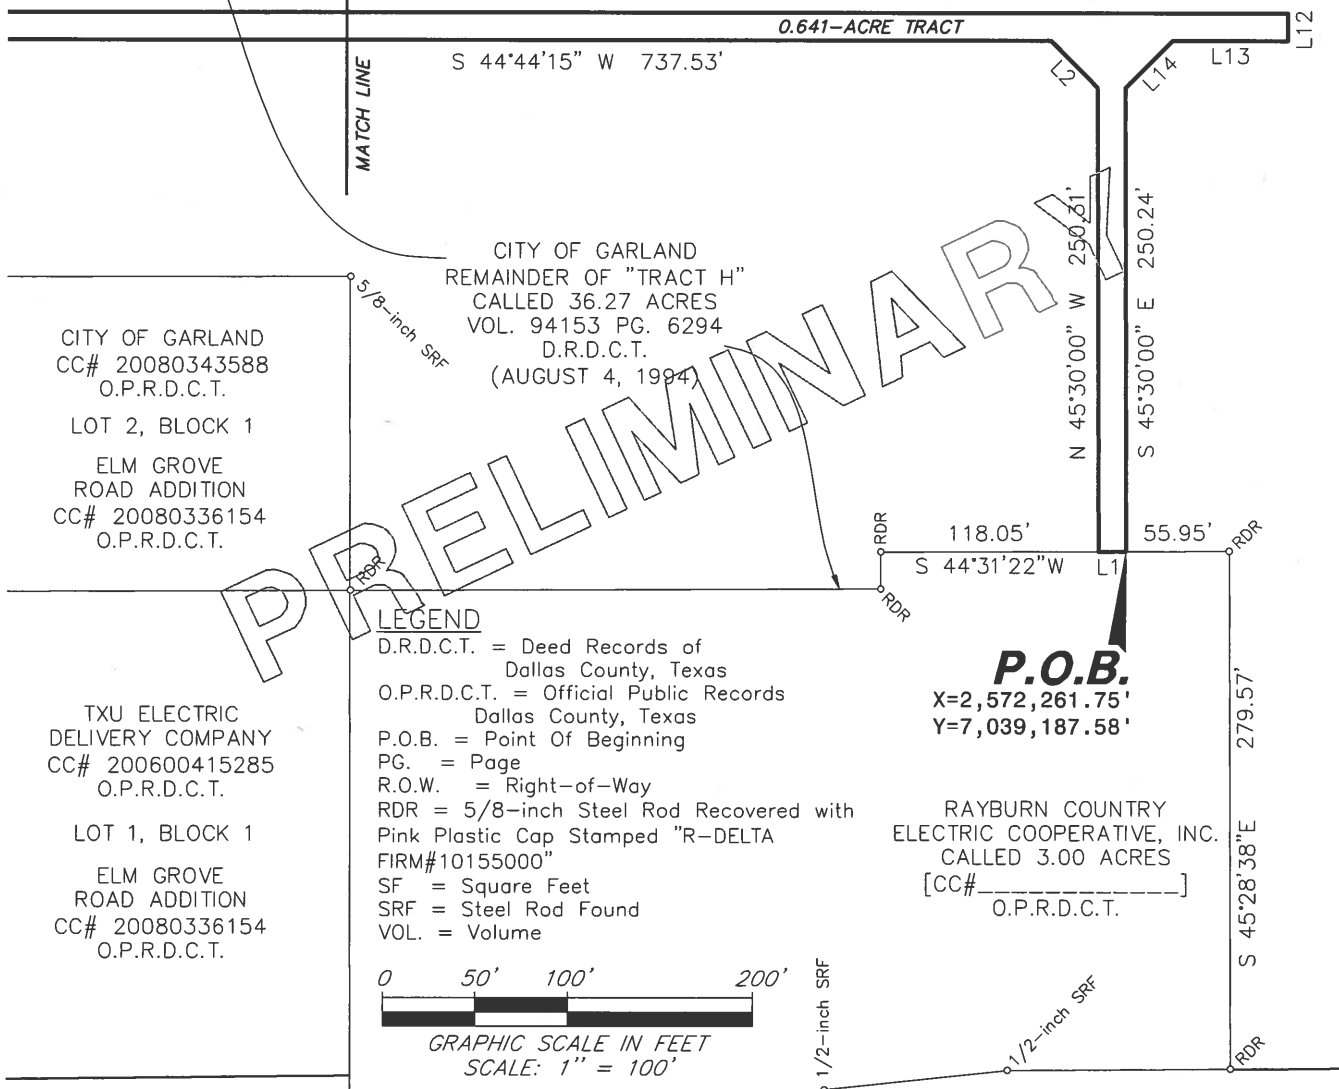 0.641-ACRE TRACT
L12
S 44°44'15" W 737.53'
L2
L14
L13
MATCH LINE
N 45°30'00" W 250.31'
S 45°30'00" E 250.24'
CITY OF GARLAND
REMAINDER OF "TRACT H"
CALLED 36.27 ACRES
VOL. 94153 PG. 6294
D.R.D.C.T.
(AUGUST 4, 1994)
5/8-inch SRF
CITY OF GARLAND
CC# 20080343588
O.P.R.D.C.T.
LOT 2, BLOCK 1
ELM GROVE
ROAD ADDITION
CC# 20080336154
O.P.R.D.C.T.
PRELIMINARY
RDR
RDR
118.05'
55.95'
RDR
S 44°31'22"W
L1
RDR
LEGEND
D.R.D.C.T. = Deed Records of
Dallas County, Texas
O.P.R.D.C.T. = Official Public Records
Dallas County, Texas
P.O.B. = Point Of Beginning
PG. = Page
R.O.W. = Right-of-Way
RDR = 5/8-inch Steel Rod Recovered with
Pink Plastic Cap Stamped "R-DELTA
FIRM#10155000"
SF = Square Feet
SRF = Steel Rod Found
VOL. = Volume
P.O.B.
X=2,572,261.75'
Y=7,039,187.58'
S 45°28'38"E 279.57'
TXU ELECTRIC
DELIVERY COMPANY
CC# 200600415285
O.P.R.D.C.T.
LOT 1, BLOCK 1
ELM GROVE
ROAD ADDITION
CC# 20080336154
O.P.R.D.C.T.
RAYBURN COUNTRY
ELECTRIC COOPERATIVE, INC.
CALLED 3.00 ACRES
[CC#_____________]
O.P.R.D.C.T.
0 50' 100' 200'
GRAPHIC SCALE IN FEET
SCALE: 1" = 100'
1/2-inch SRF
1/2-inch SRF
RDR